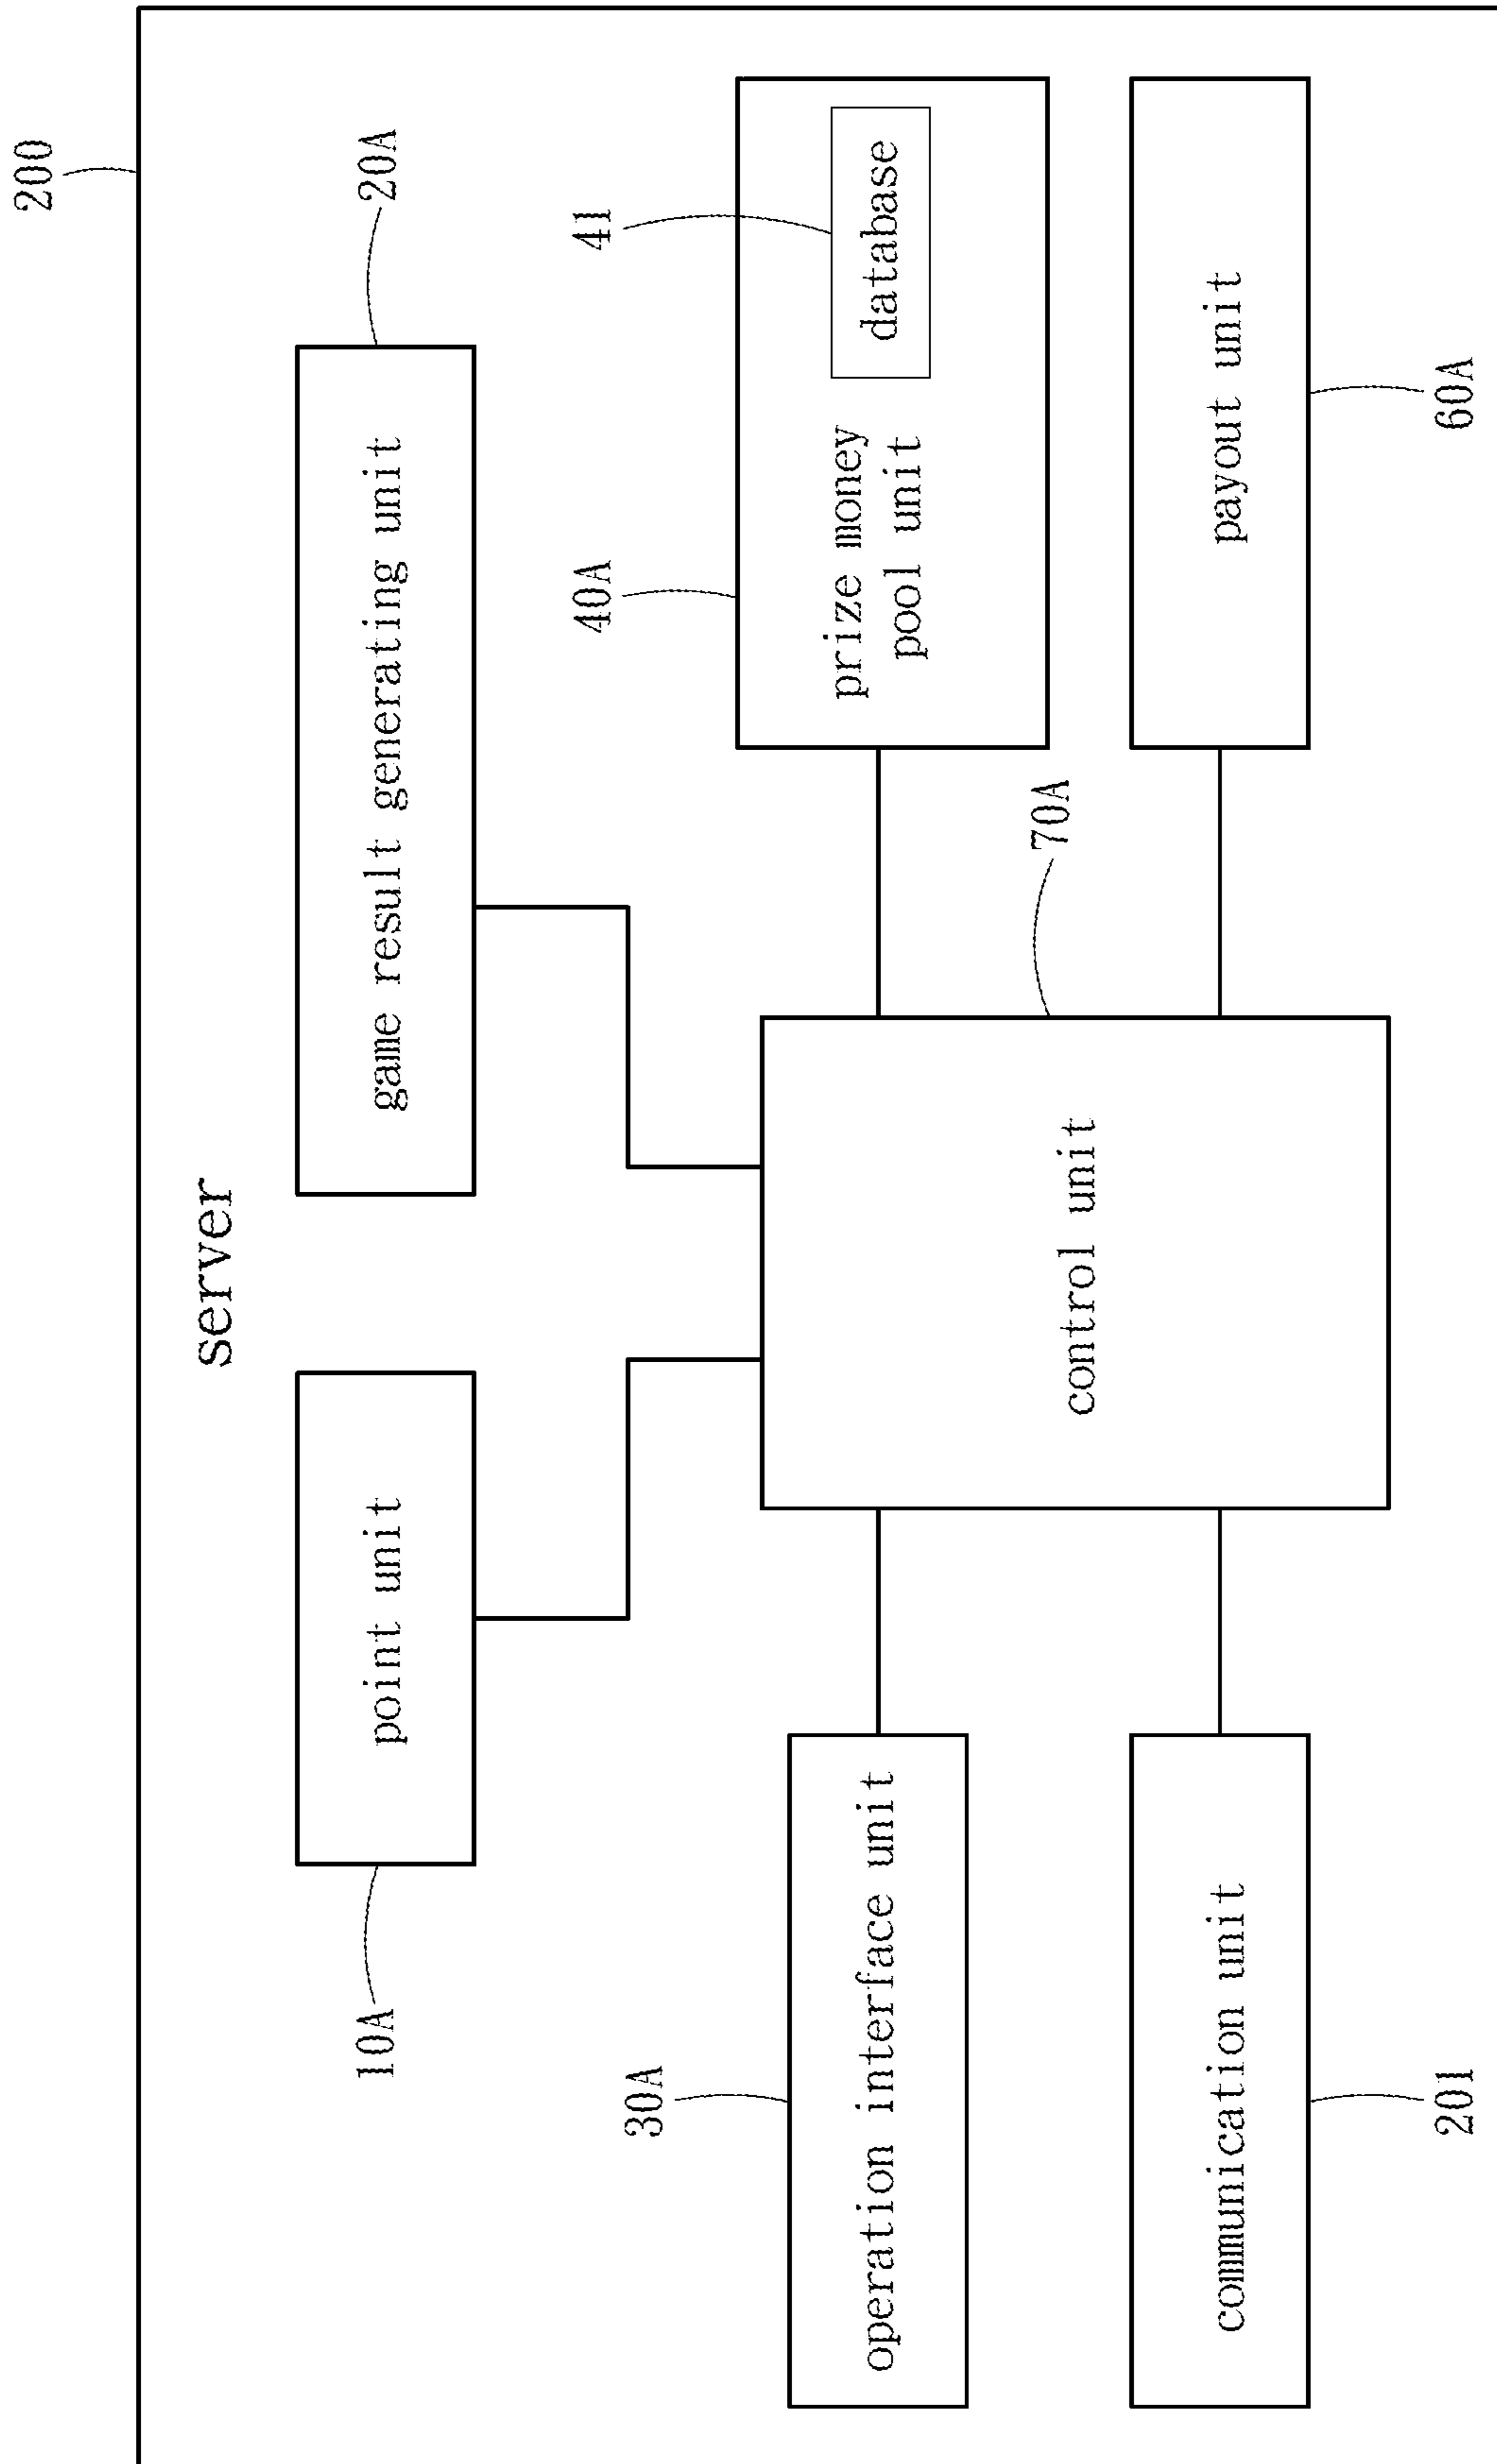 200
server
20A
10A
point unit
game result generating unit
41
40A
30A
operation interface unit
prize money
pool unit
database
70A
control unit
communication unit
payout unit
201
60A